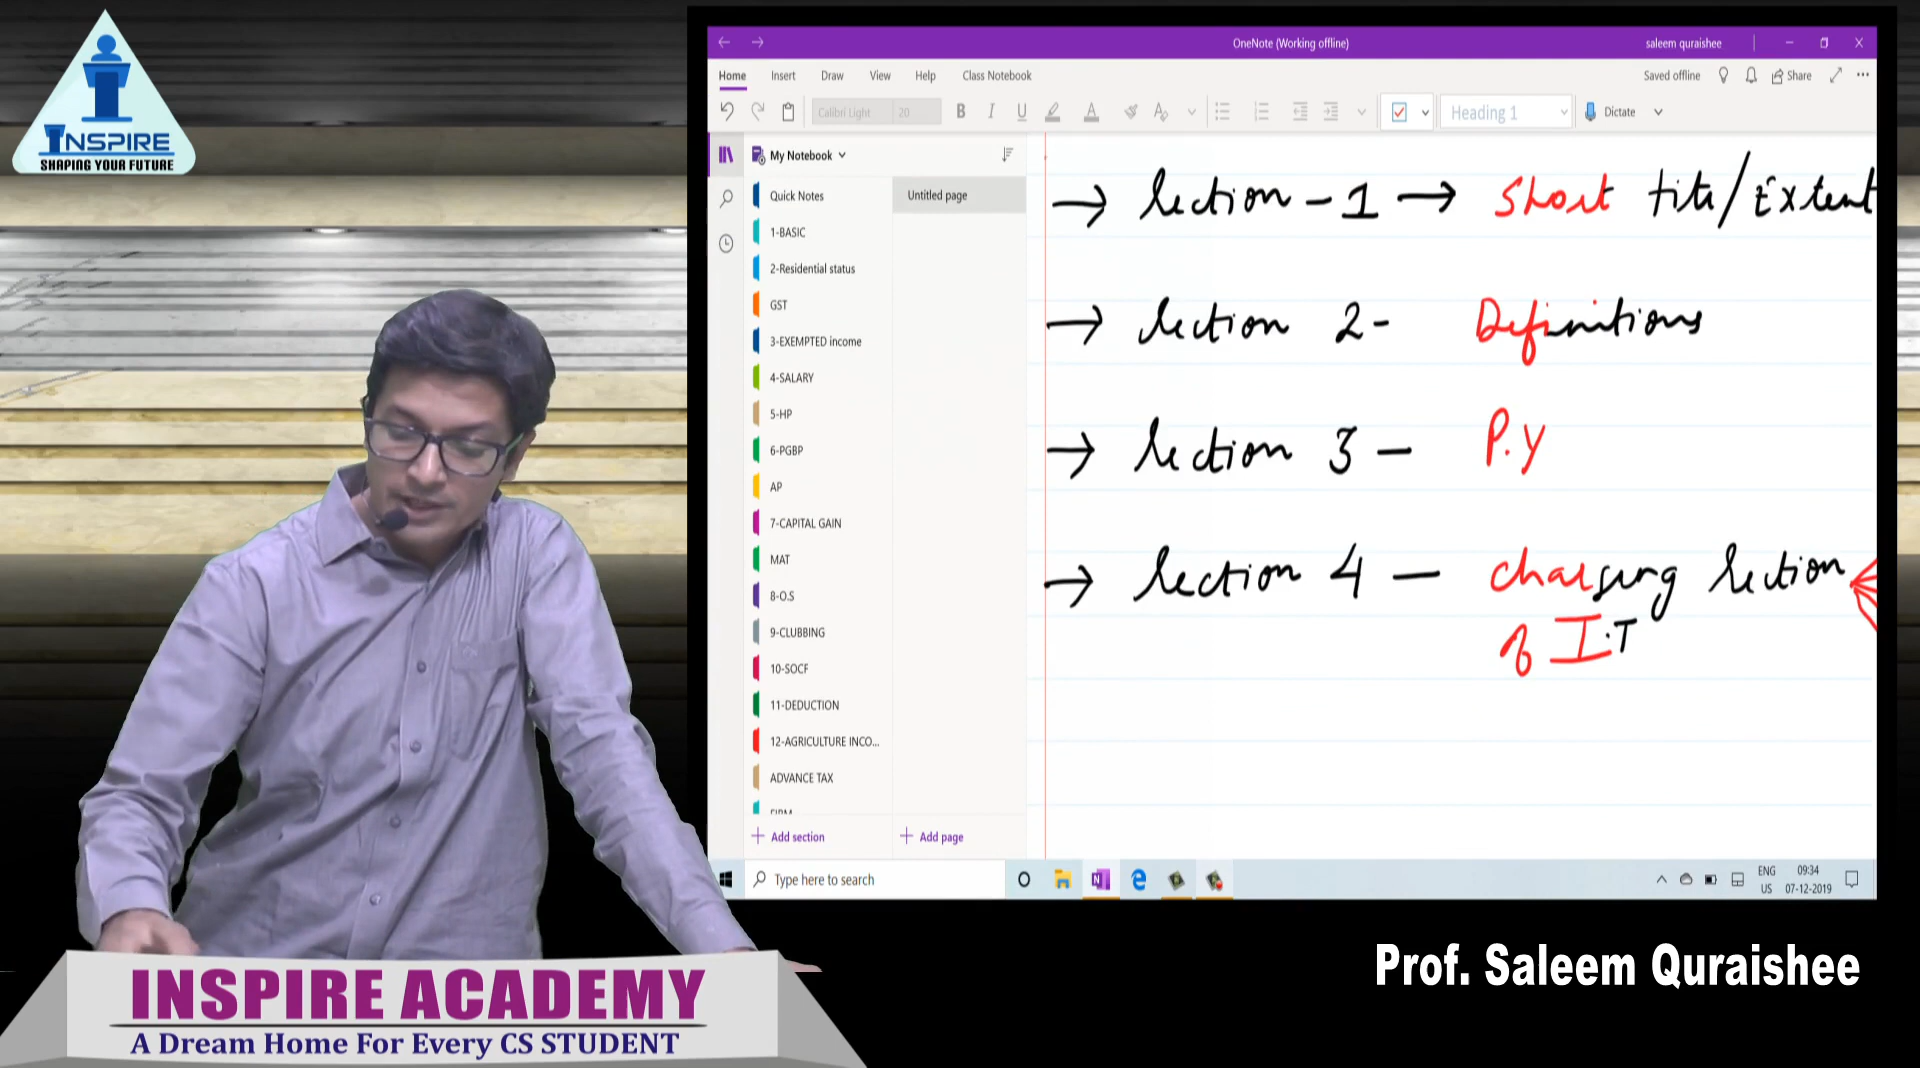 INSPIRE
SHAPING YOUR FUTURE
OneNote (Working offline)
saleem quraishee
Home Insert Draw View Help Class Notebook
Saved offline
Share
Calibri Light 20 B I U A
Heading 1
Dictate
My Notebook
Quick Notes
1-BASIC
2-Residential status
GST
3-EXEMPTED income
4-SALARY
5-HP
6-PGBP
AP
7-CAPITAL GAIN
MAT
8-O.S
9-CLUBBING
10-SOCF
11-DEDUCTION
12-AGRICULTURE INCO...
ADVANCE TAX
FIRM
Add section
Untitled page
Add page
→ Section - 1 → Short title/Extent
→ Section 2 - Definitions
→ Section 3 - P.Y
→ Section 4 - Charging Section
of I.T
Type here to search
ENG
US
09:34
07-12-2019
Prof. Saleem Quraishee
INSPIRE ACADEMY
A Dream Home For Every CS STUDENT